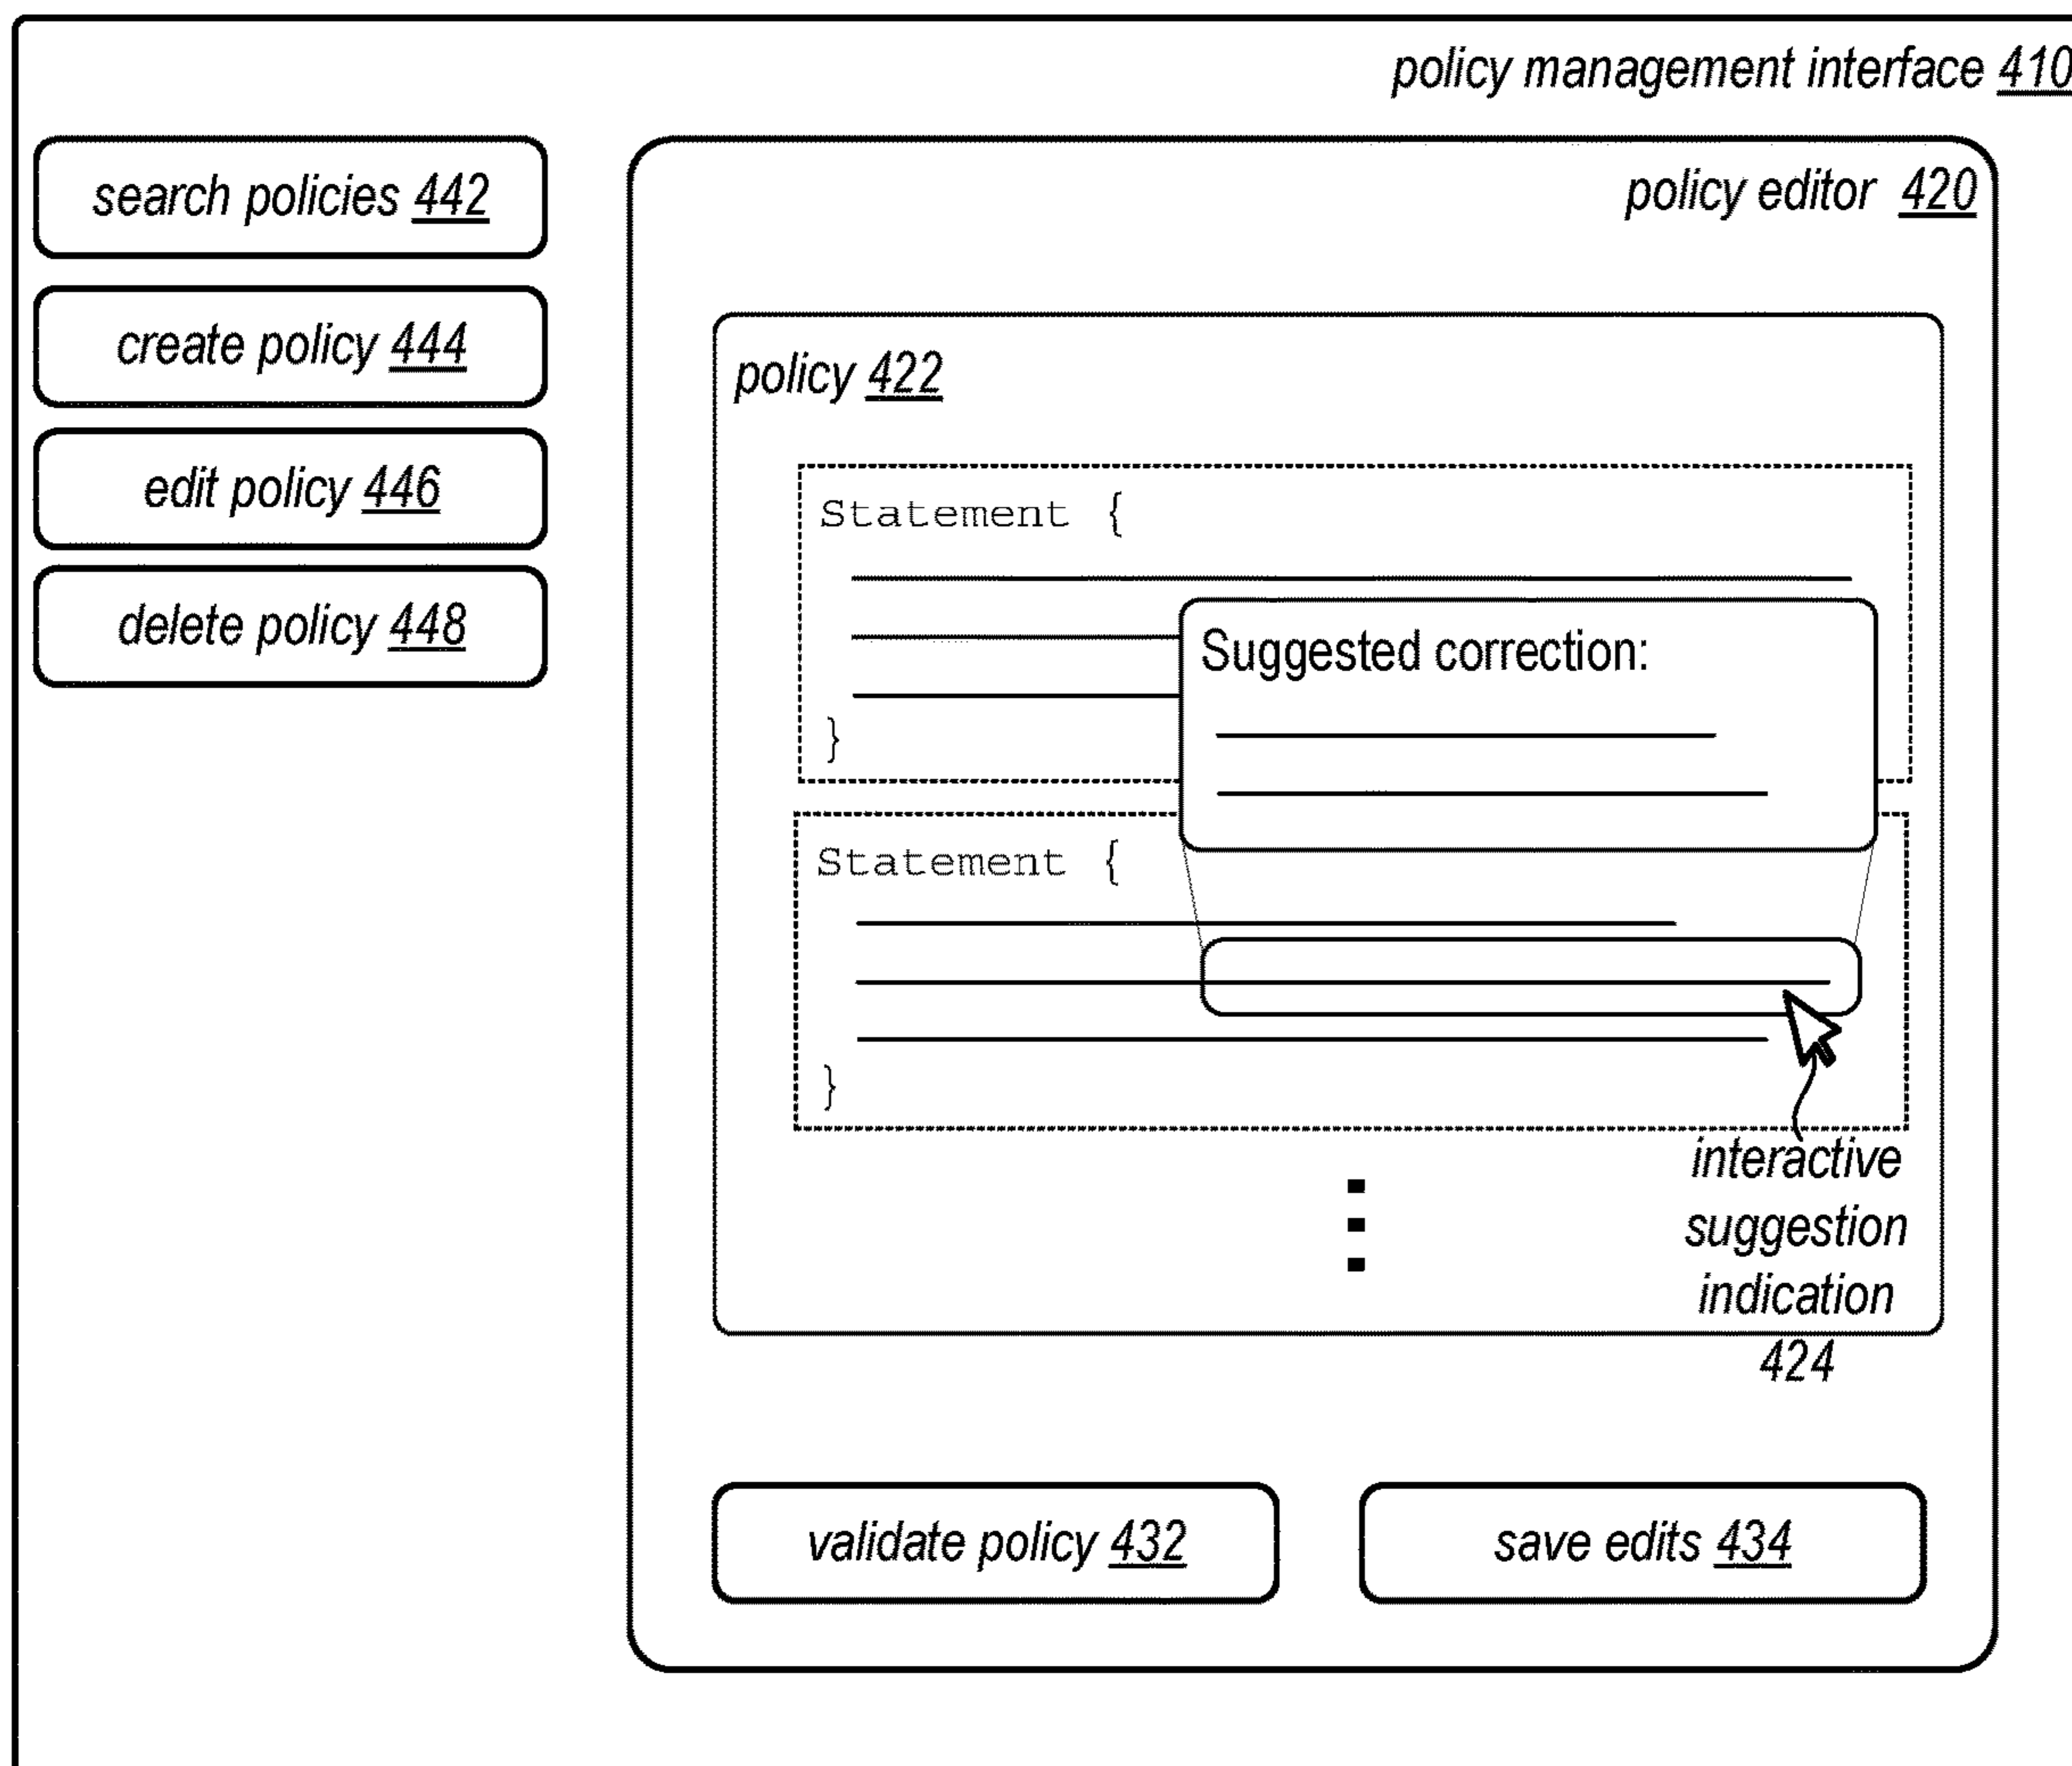 policy management interface 410
search policies 442
create policy 444
edit policy 446
delete policy 448
policy editor 420
policy 422
Statement {
Suggested correction:
}
Statement {
}
interactive
suggestion
indication
424
validate policy 432
save edits 434